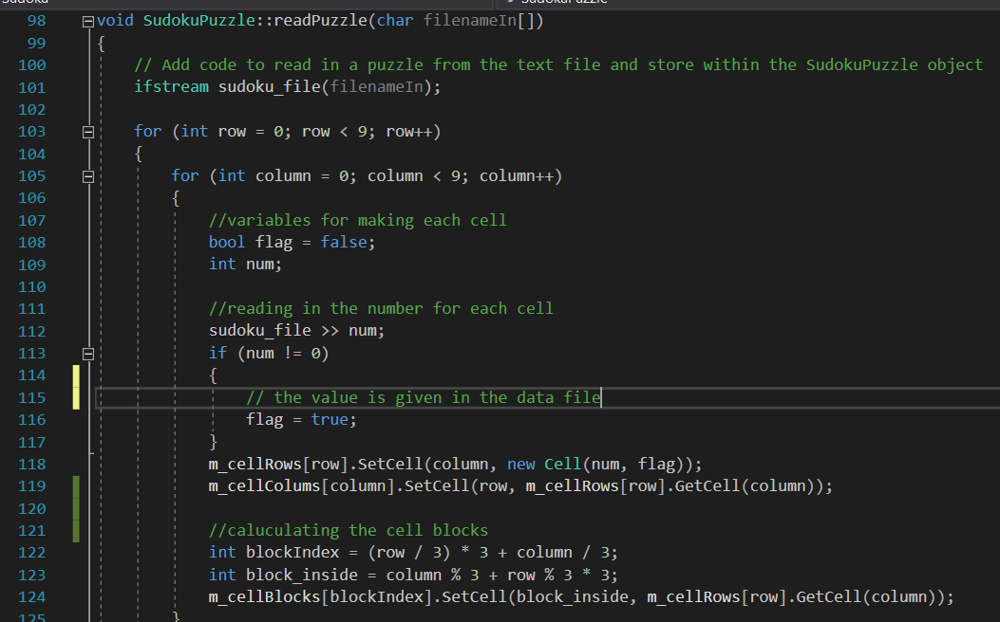 98 void SudokuPuzzle::readPuzzle(char filenameIn[])
99 {
100     // Add code to read in a puzzle from the text file and store within the SudokuPuzzle object
101     ifstream sudoku_file(filenameIn);
102
103     for (int row = 0; row < 9; row++)
104     {
105         for (int column = 0; column < 9; column++)
106         {
107             //variables for making each cell
108             bool flag = false;
109             int num;
110
111             //reading in the number for each cell
112             sudoku_file >> num;
113             if (num != 0)
114             {
115                 // the value is given in the data file
116                 flag = true;
117             }
118             m_cellRows[row].SetCell(column, new Cell(num, flag));
119             m_cellColums[column].SetCell(row, m_cellRows[row].GetCell(column));
120
121             //caluculating the cell blocks
122             int blockIndex = (row / 3) * 3 + column / 3;
123             int block_inside = column % 3 + row % 3 * 3;
124             m_cellBlocks[blockIndex].SetCell(block_inside, m_cellRows[row].GetCell(column));
125         }